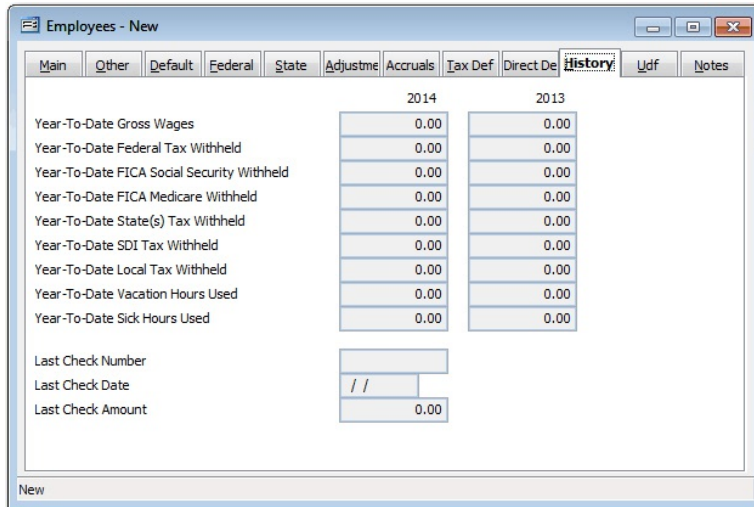 Employees - New
Main Other Default Federal State Adjustme Accruals Tax Def Direct De History Udf Notes
2014 2013
Year-To-Date Gross Wages 0.00 0.00
Year-To-Date Federal Tax Withheld 0.00 0.00
Year-To-Date FICA Social Security Withheld 0.00 0.00
Year-To-Date FICA Medicare Withheld 0.00 0.00
Year-To-Date State(s) Tax Withheld 0.00 0.00
Year-To-Date SDI Tax Withheld 0.00 0.00
Year-To-Date Local Tax Withheld 0.00 0.00
Year-To-Date Vacation Hours Used 0.00 0.00
Year-To-Date Sick Hours Used 0.00 0.00
Last Check Number
Last Check Date / /
Last Check Amount 0.00
New